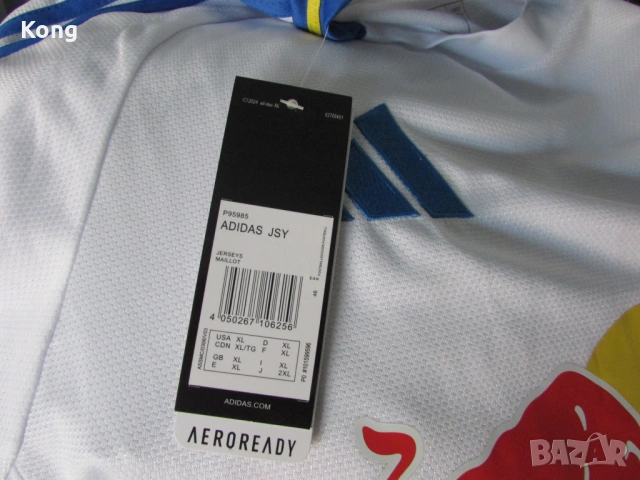 Kong
P95985
ADIDAS JSY
JERSEYS
MAILLOT
4 050267 106256
USA XL D XL
CDN XL/TG F XL
GB XL I XL
E XL J 2XL
ADIDAS.COM
AEROREADY
BAZAR